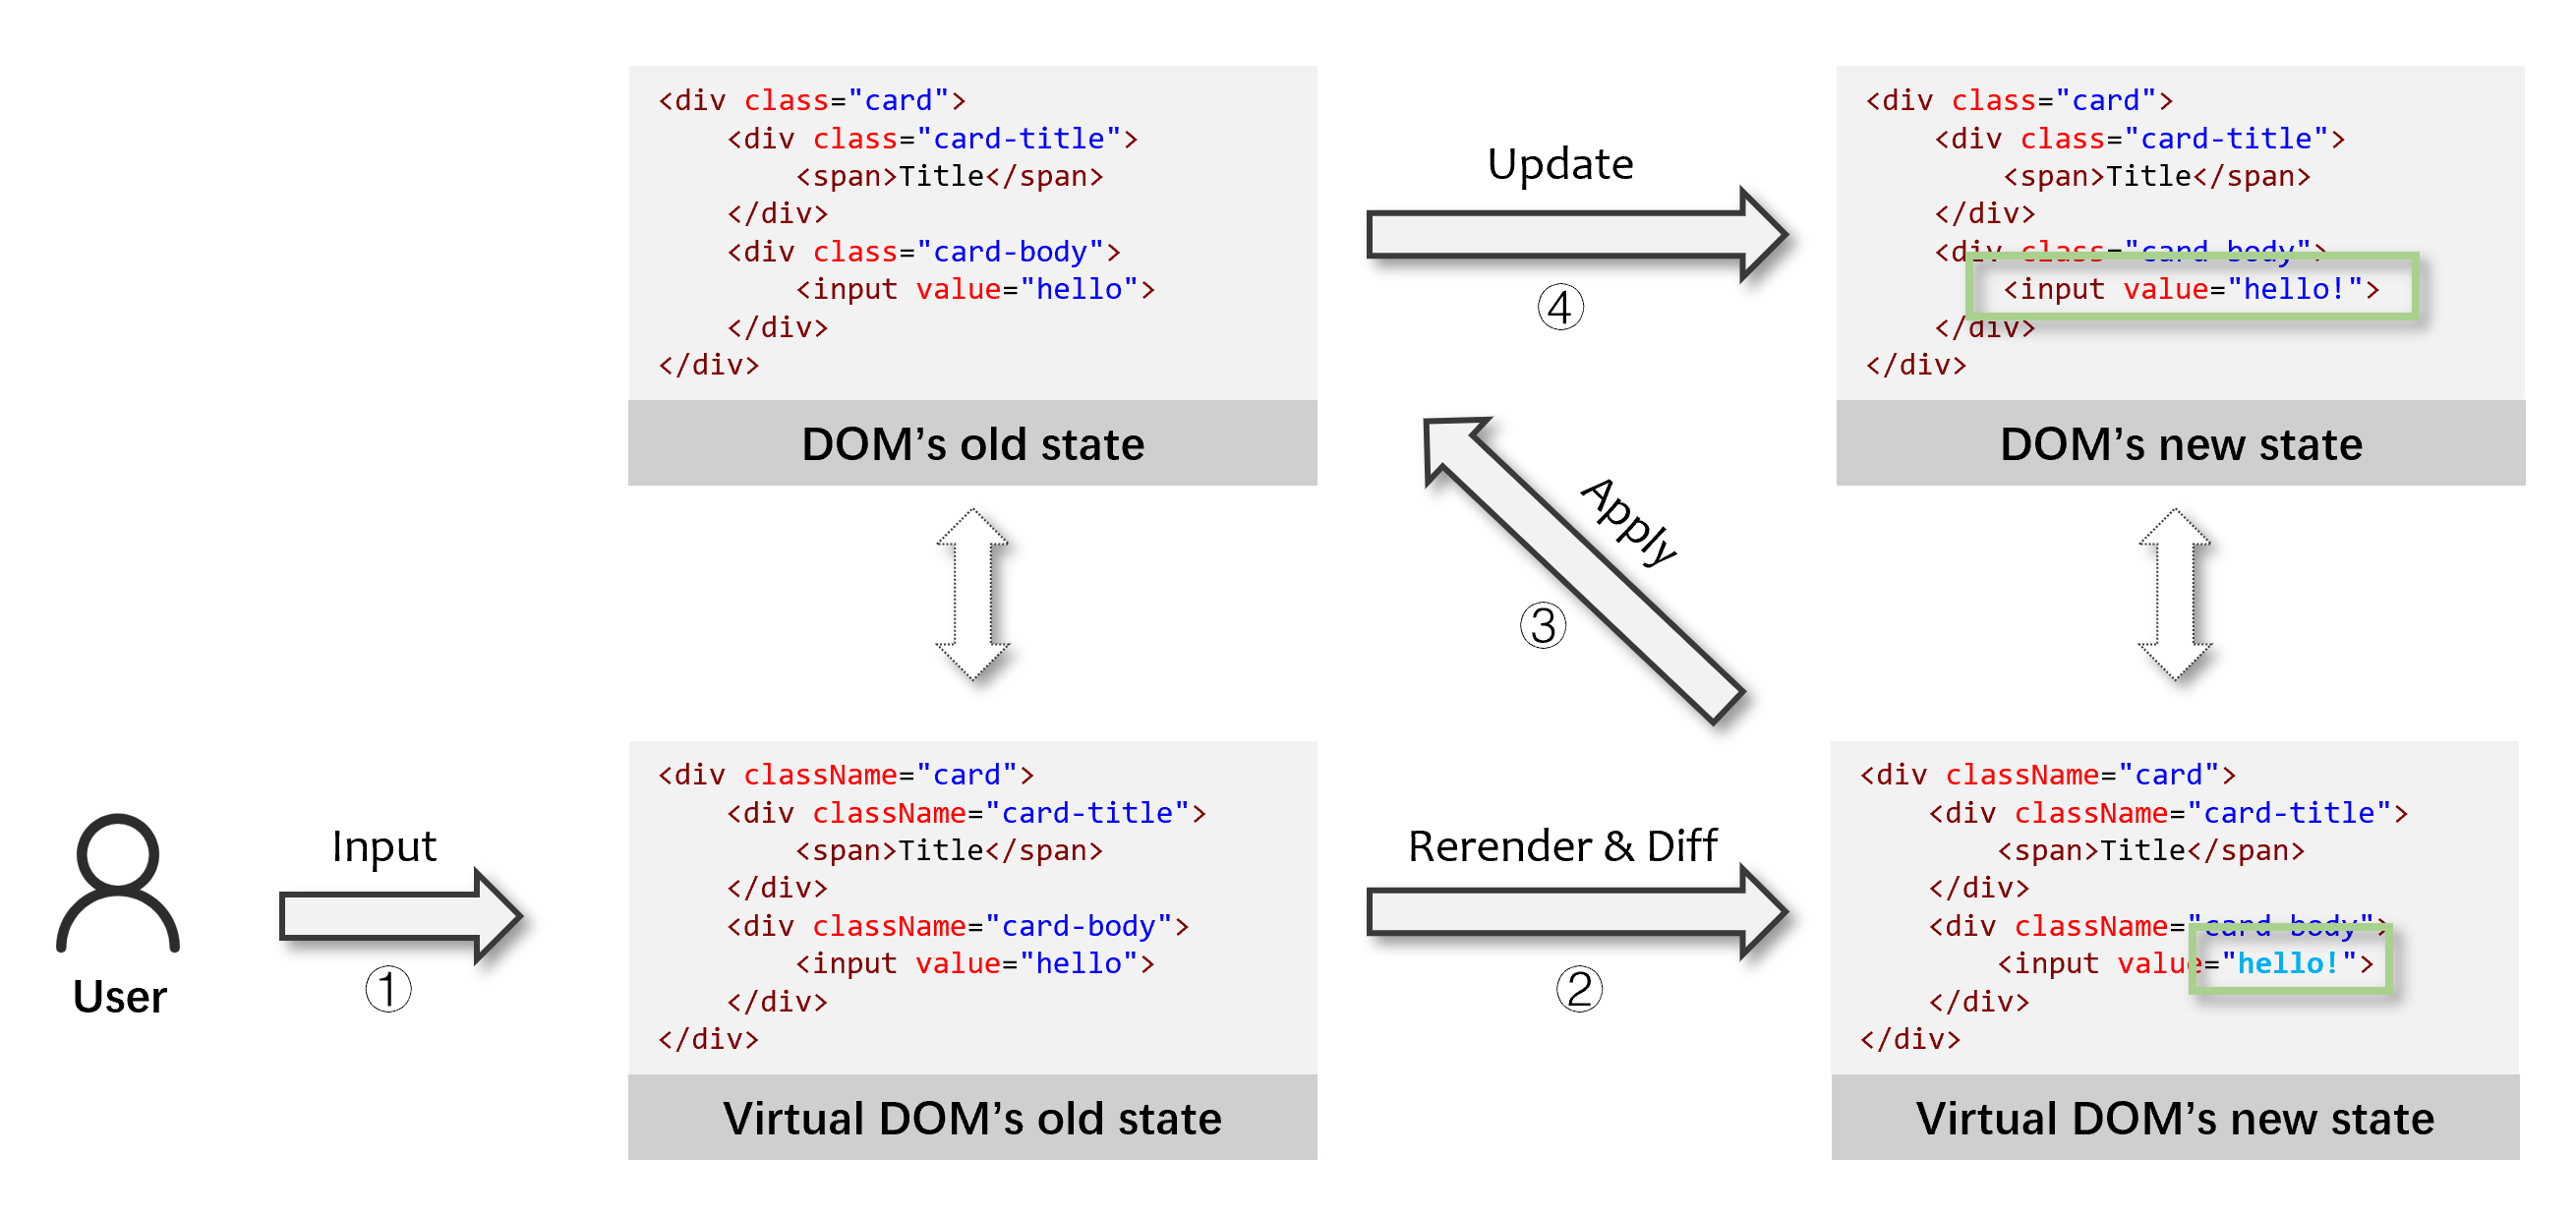 <div class="card">
    <div class="card-title">
        <span>Title</span>
    </div>
    <div class="card-body">
        <input value="hello">
    </div>
</div>
DOM’s old state
Update
④
<div class="card">
    <div class="card-title">
        <span>Title</span>
    </div>
    <div class="card-body">
        <input value="hello!">
    </div>
</div>
DOM’s new state
Apply
③
User
Input
①
<div className="card">
    <div className="card-title">
        <span>Title</span>
    </div>
    <div className="card-body">
        <input value="hello">
    </div>
</div>
Virtual DOM’s old state
Rerender & Diff
②
<div className="card">
    <div className="card-title">
        <span>Title</span>
    </div>
    <div className="card-body">
        <input value="hello!">
    </div>
</div>
Virtual DOM’s new state